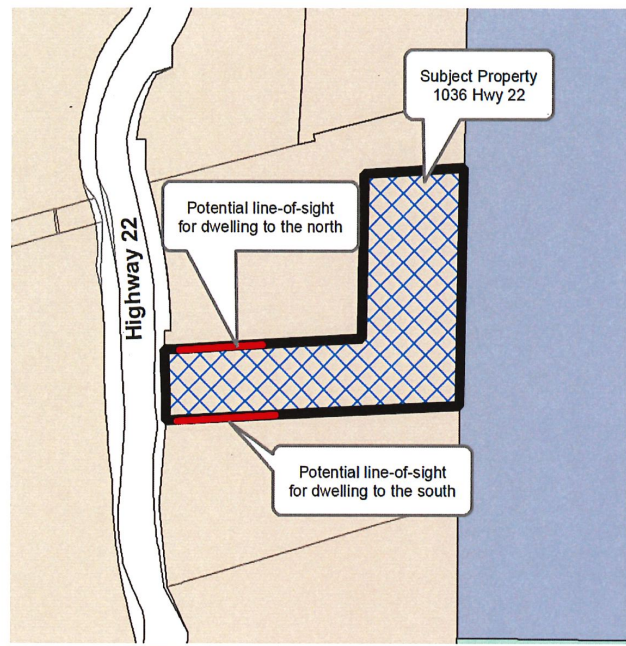 Subject Property
1036 Hwy 22
Potential line-of-sight
for dwelling to the north
Highway 22
Potential line-of-sight
for dwelling to the south